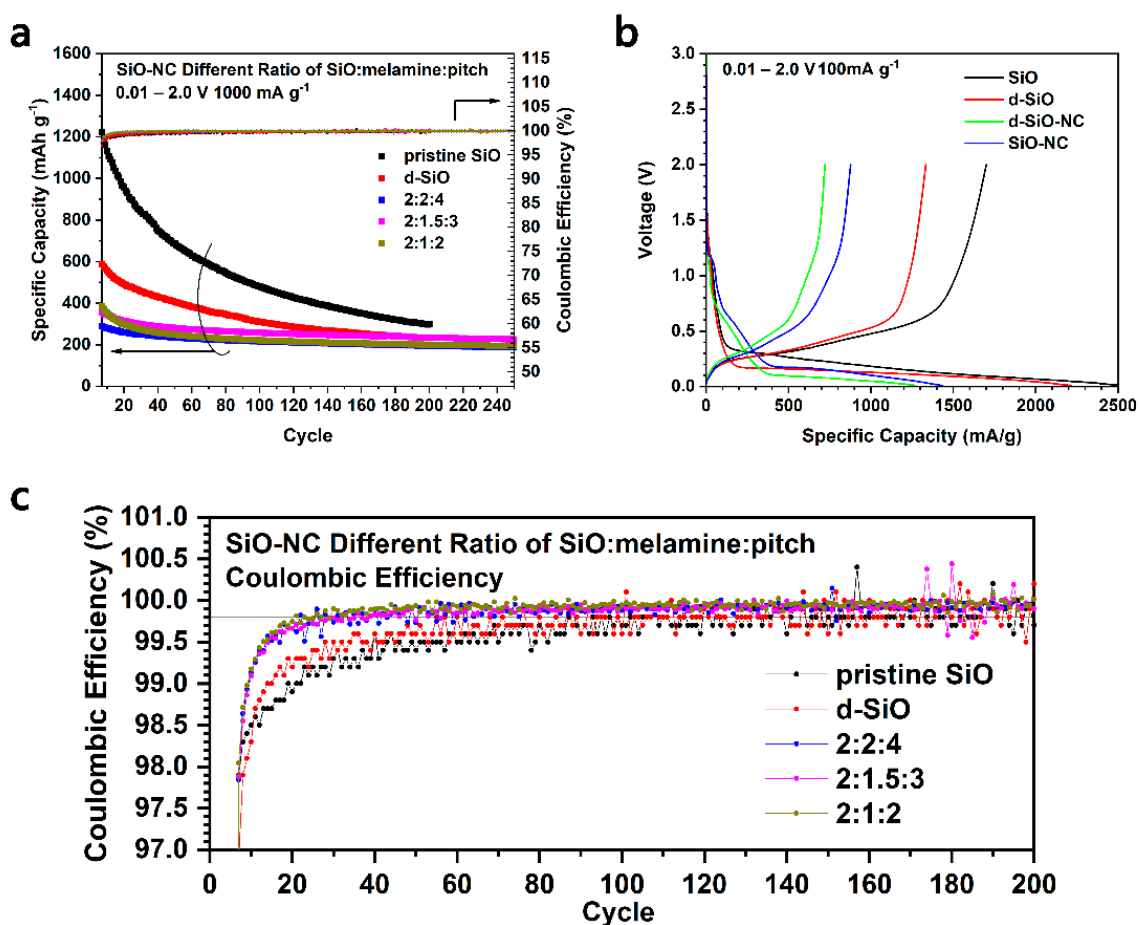 a
SiO-NC Different Ratio of SiO:melamine:pitch
0.01 – 2.0 V 1000 mA g⁻¹
pristine SiO
d-SiO
2:2:4
2:1.5:3
2:1:2
Specific Capacity (mAh g⁻¹)
1600
1400
1200
1000
800
600
400
200
0
Coulombic Efficiency (%)
115
110
105
100
95
90
85
80
75
70
65
60
55
50
20 40 60 80 100 120 140 160 180 200 220 240
Cycle
b
0.01 – 2.0 V 100mA g⁻¹
SiO
d-SiO
d-SiO-NC
SiO-NC
Voltage (V)
3.0
2.5
2.0
1.5
1.0
0.5
0.0
0 500 1000 1500 2000 2500
Specific Capacity (mA/g)
c
SiO-NC Different Ratio of SiO:melamine:pitch
Coulombic Efficiency
pristine SiO
d-SiO
2:2:4
2:1.5:3
2:1:2
Coulombic Efficiency (%)
101.0
100.5
100.0
99.5
99.0
98.5
98.0
97.5
97.0
0 20 40 60 80 100 120 140 160 180 200
Cycle